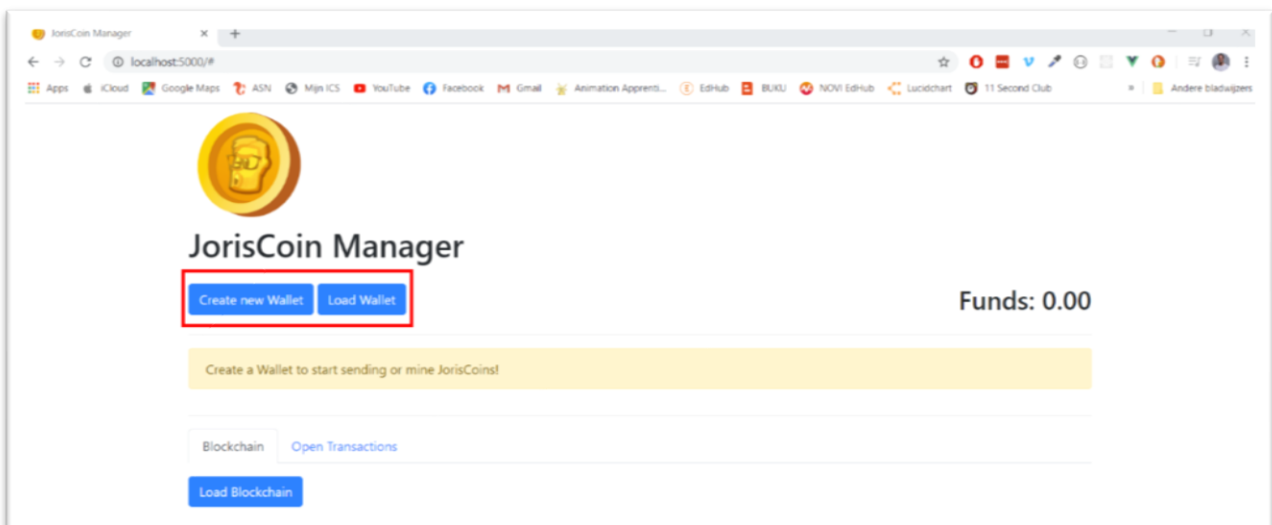 JorisCoin Manager
localhost:5000/#
Apps iCloud Google Maps ASN Mijn ICS YouTube Facebook Gmail Animation Apprenti... EdHub BUKU NOVI EdHub Lucidchart 11 Second Club » Andere bladwijzers
JorisCoin Manager
Create new Wallet Load Wallet Funds: 0.00
Create a Wallet to start sending or mine JorisCoins!
Blockchain Open Transactions
Load Blockchain